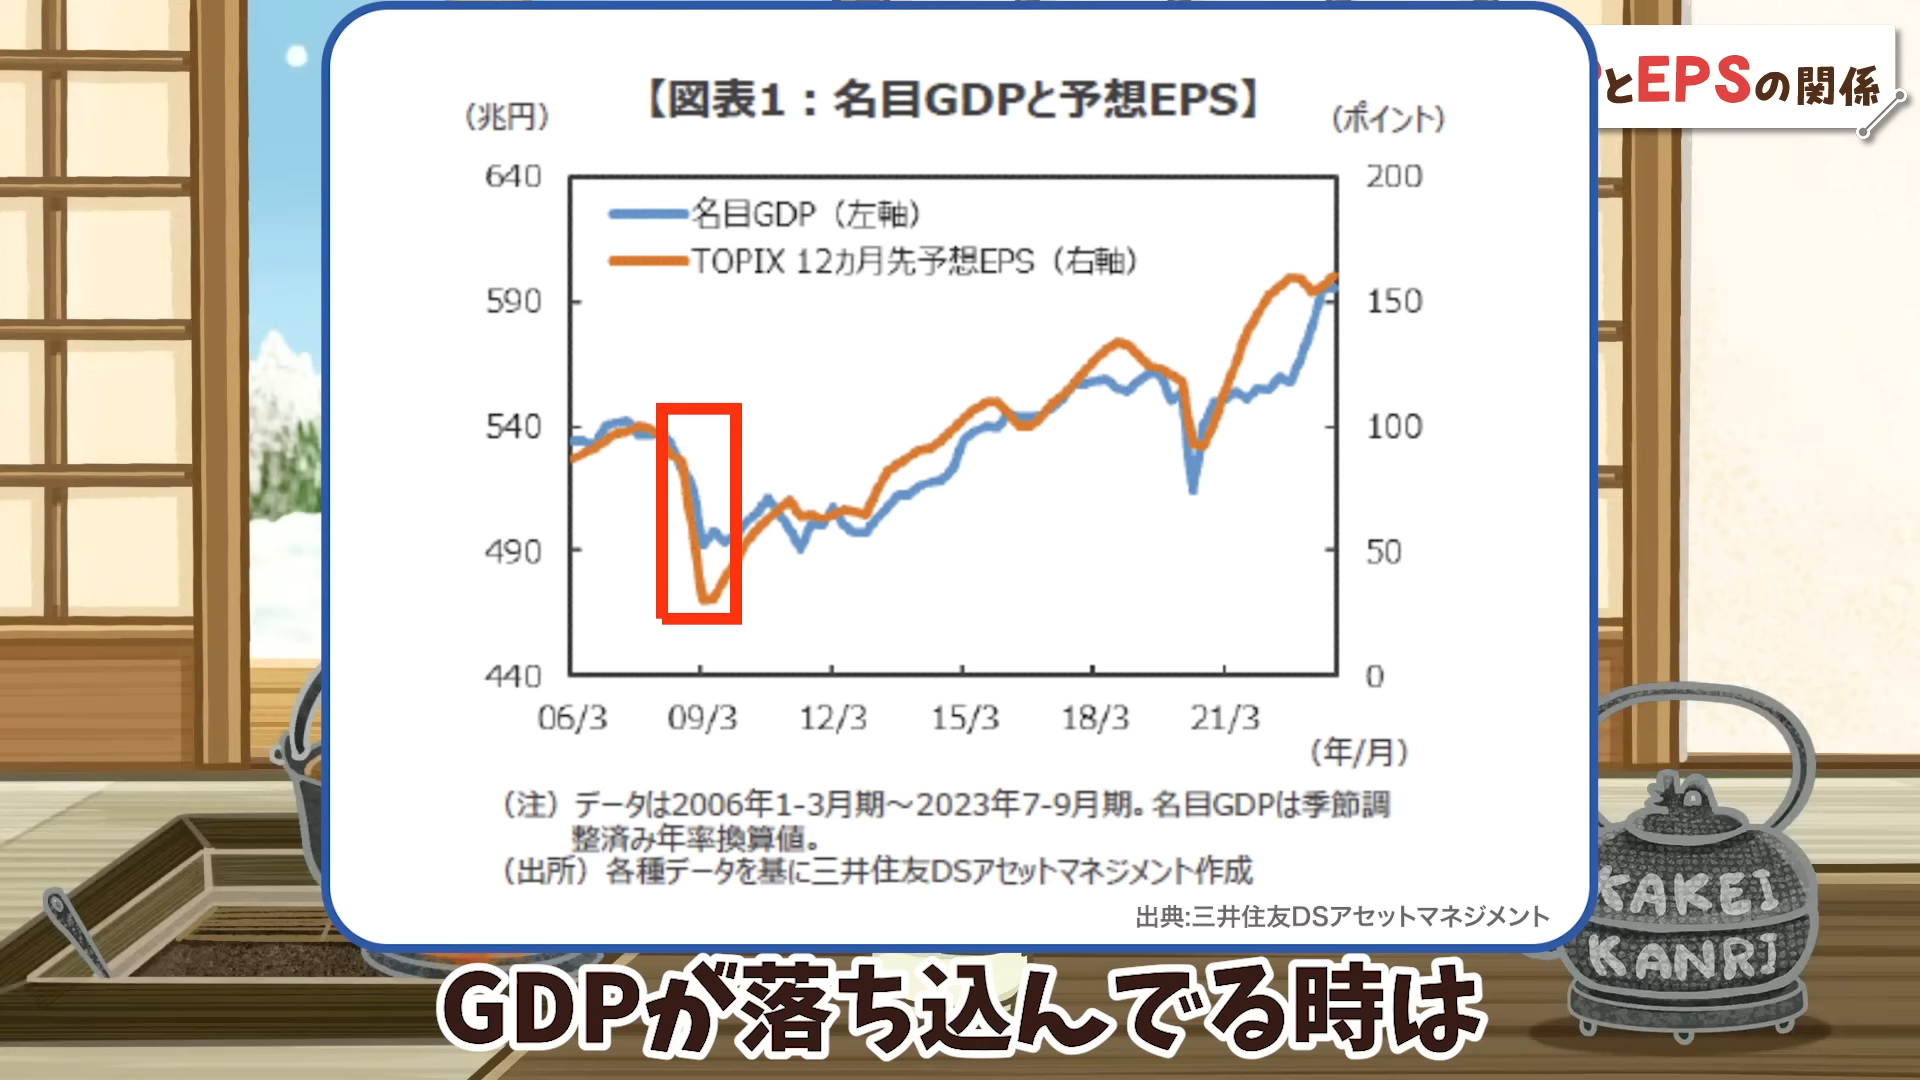 とEPSの関係
【図表1：名目GDPと予想EPS】
（兆円）
（ポイント）
640
590
540
490
440
200
150
100
50
0
名目GDP（左軸）
TOPIX 12ヵ月先予想EPS（右軸）
06/3 09/3 12/3 15/3 18/3 21/3
（年/月）
（注）データは2006年1-3月期～2023年7-9月期。名目GDPは季節調
整済み年率換算値。
（出所）各種データを基に三井住友DSアセットマネジメント作成
出典:三井住友DSアセットマネジメント
KAKEI
KANRI
GDPが落ち込んでる時は